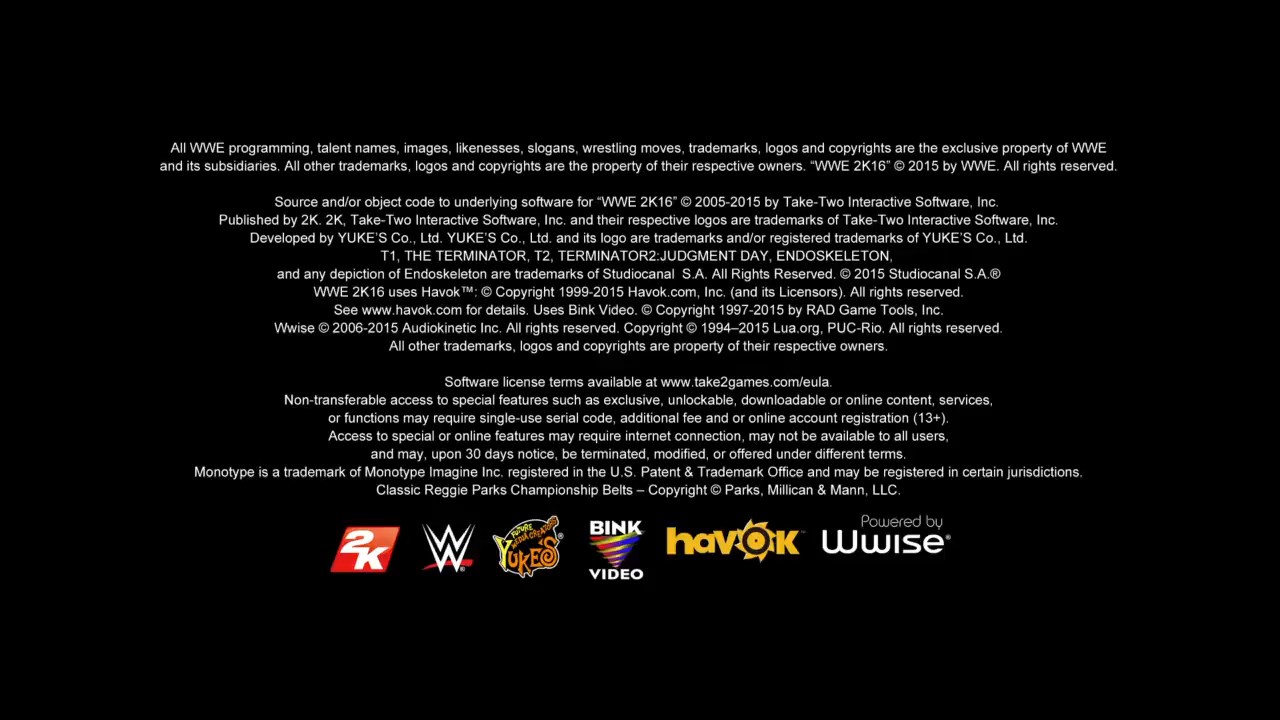 All WWE programming, talent names, images, likenesses, slogans, wrestling moves, trademarks, logos and copyrights are the exclusive property of WWE
and its subsidiaries. All other trademarks, logos and copyrights are the property of their respective owners. “WWE 2K16” © 2015 by WWE. All rights reserved.
Source and/or object code to underlying software for “WWE 2K16” © 2005-2015 by Take-Two Interactive Software, Inc.
Published by 2K. 2K, Take-Two Interactive Software, Inc. and their respective logos are trademarks of Take-Two Interactive Software, Inc.
Developed by YUKE’S Co., Ltd. YUKE’S Co., Ltd. and its logo are trademarks and/or registered trademarks of YUKE’S Co., Ltd.
T1, THE TERMINATOR, T2, TERMINATOR2:JUDGMENT DAY, ENDOSKELETON,
and any depiction of Endoskeleton are trademarks of Studiocanal S.A. All Rights Reserved. © 2015 Studiocanal S.A.®
WWE 2K16 uses Havok™: © Copyright 1999-2015 Havok.com, Inc. (and its Licensors). All rights reserved.
See www.havok.com for details. Uses Bink Video. © Copyright 1997-2015 by RAD Game Tools, Inc.
Wwise © 2006-2015 Audiokinetic Inc. All rights reserved. Copyright © 1994–2015 Lua.org, PUC-Rio. All rights reserved.
All other trademarks, logos and copyrights are property of their respective owners.
Software license terms available at www.take2games.com/eula.
Non-transferable access to special features such as exclusive, unlockable, downloadable or online content, services,
or functions may require single-use serial code, additional fee and or online account registration (13+).
Access to special or online features may require internet connection, may not be available to all users,
and may, upon 30 days notice, be terminated, modified, or offered under different terms.
Monotype is a trademark of Monotype Imagine Inc. registered in the U.S. Patent & Trademark Office and may be registered in certain jurisdictions.
Classic Reggie Parks Championship Belts – Copyright © Parks, Millican & Mann, LLC.
2K
W
FUTURE MEDIA CREATORS
YUKE'S®
BINK
VIDEO
havok™
Powered by
Wwise®